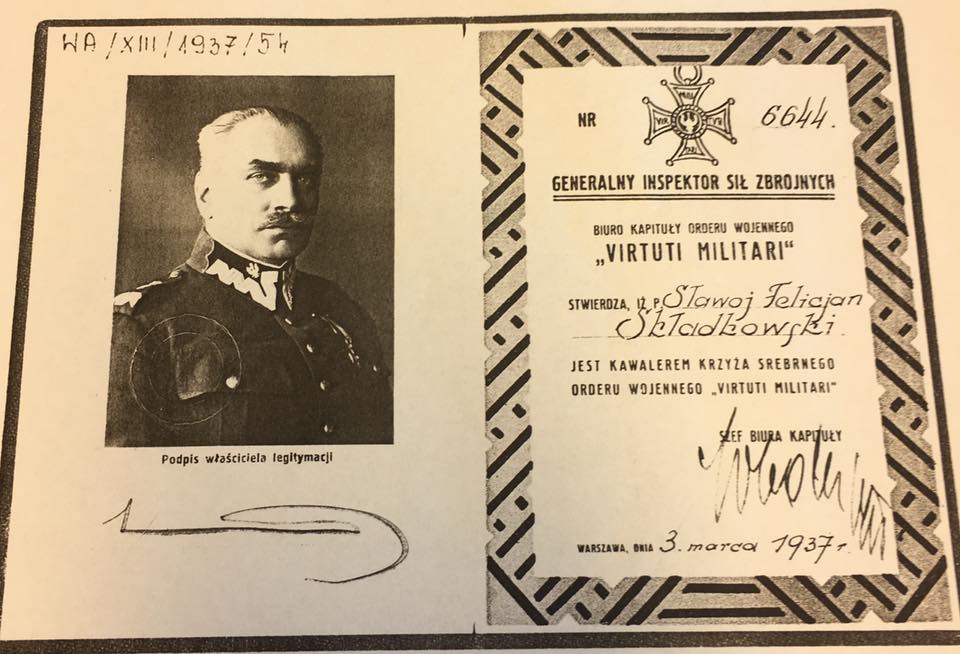 WA/XIII/1937/54
Podpis właściciela legitymacji
NR 6644.
GENERALNY INSPEKTOR SIŁ ZBROJNYCH
BIURO KAPITUŁY ORDERU WOJENNEGO
„VIRTUTI MILITARI“
STWIERDZA, IŻ P. Sławoj Felicjan
Składkowski.
JEST KAWALEREM KRZYŻA SREBRNEGO
ORDERU WOJENNEGO „VIRTUTI MILITARI“
SZEF BIURA KAPITUŁY
WARSZAWA, DNIA 3. marca 1937 r.